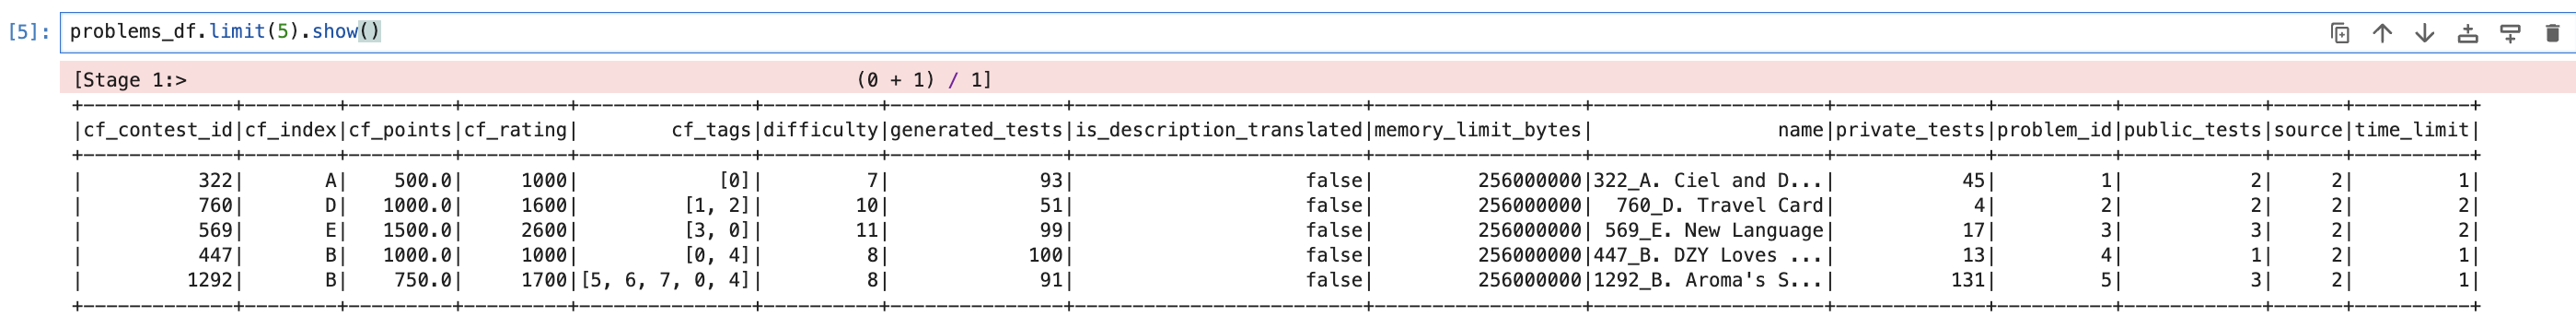 [5]: problems_df.limit(5).show()
[Stage 1:> (0 + 1) / 1]
+-------------+--------+---------+---------+---------------+----------+---------------+-------------------------+------------------+--------------------+-------------+----------+------------+------+----------+
|cf_contest_id|cf_index|cf_points|cf_rating|        cf_tags|difficulty|generated_tests|is_description_translated|memory_limit_bytes|                name|private_tests|problem_id|public_tests|source|time_limit|
+-------------+--------+---------+---------+---------------+----------+---------------+-------------------------+------------------+--------------------+-------------+----------+------------+------+----------+
|          322|       A|    500.0|     1000|            [0]|         7|             93|                    false|         256000000|322_A. Ciel and D...|           45|         1|           2|     2|         1|
|          760|       D|   1000.0|     1600|         [1, 2]|        10|             51|                    false|         256000000|  760_D. Travel Card|            4|         2|           2|     2|         2|
|          569|       E|   1500.0|     2600|         [3, 0]|        11|             99|                    false|         256000000| 569_E. New Language|           17|         3|           3|     2|         2|
|          447|       B|   1000.0|     1000|         [0, 4]|         8|            100|                    false|         256000000|447_B. DZY Loves ...|           13|         4|           1|     2|         1|
|         1292|       B|    750.0|     1700|[5, 6, 7, 0, 4]|         8|             91|                    false|         256000000|1292_B. Aroma's S...|          131|         5|           3|     2|         1|
+-------------+--------+---------+---------+---------------+----------+---------------+-------------------------+------------------+--------------------+-------------+----------+------------+------+----------+